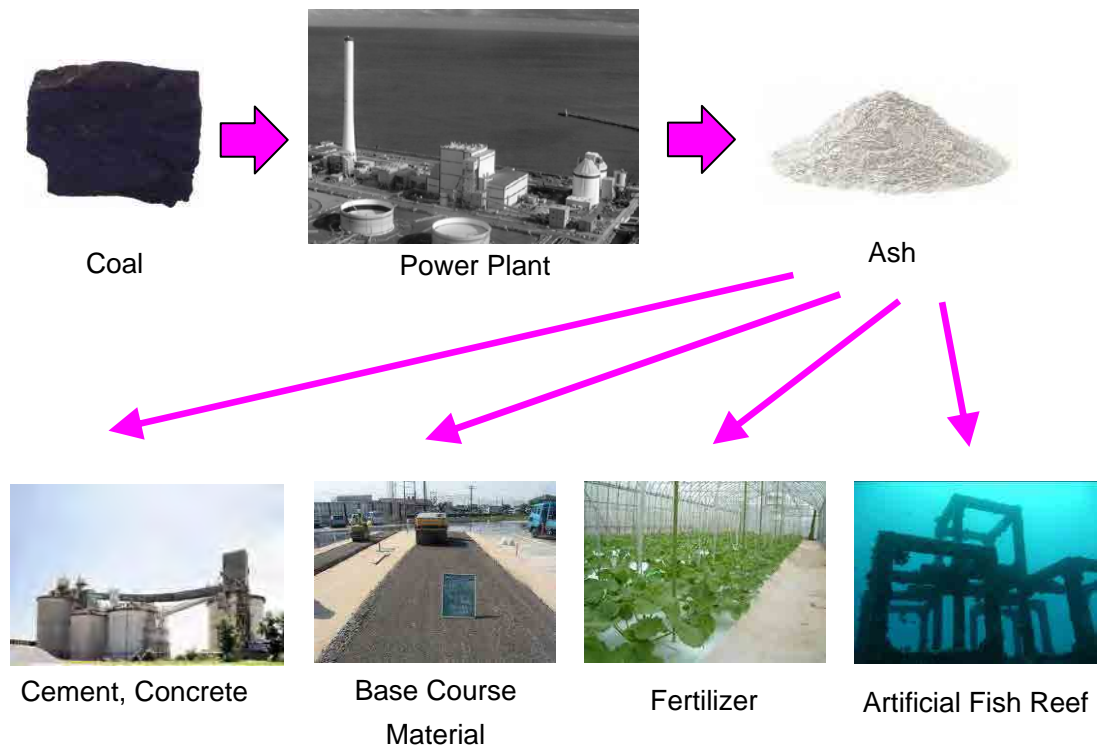 Coal
Power Plant
Ash
Cement, Concrete
Base Course
Material
Fertilizer
Artificial Fish Reef